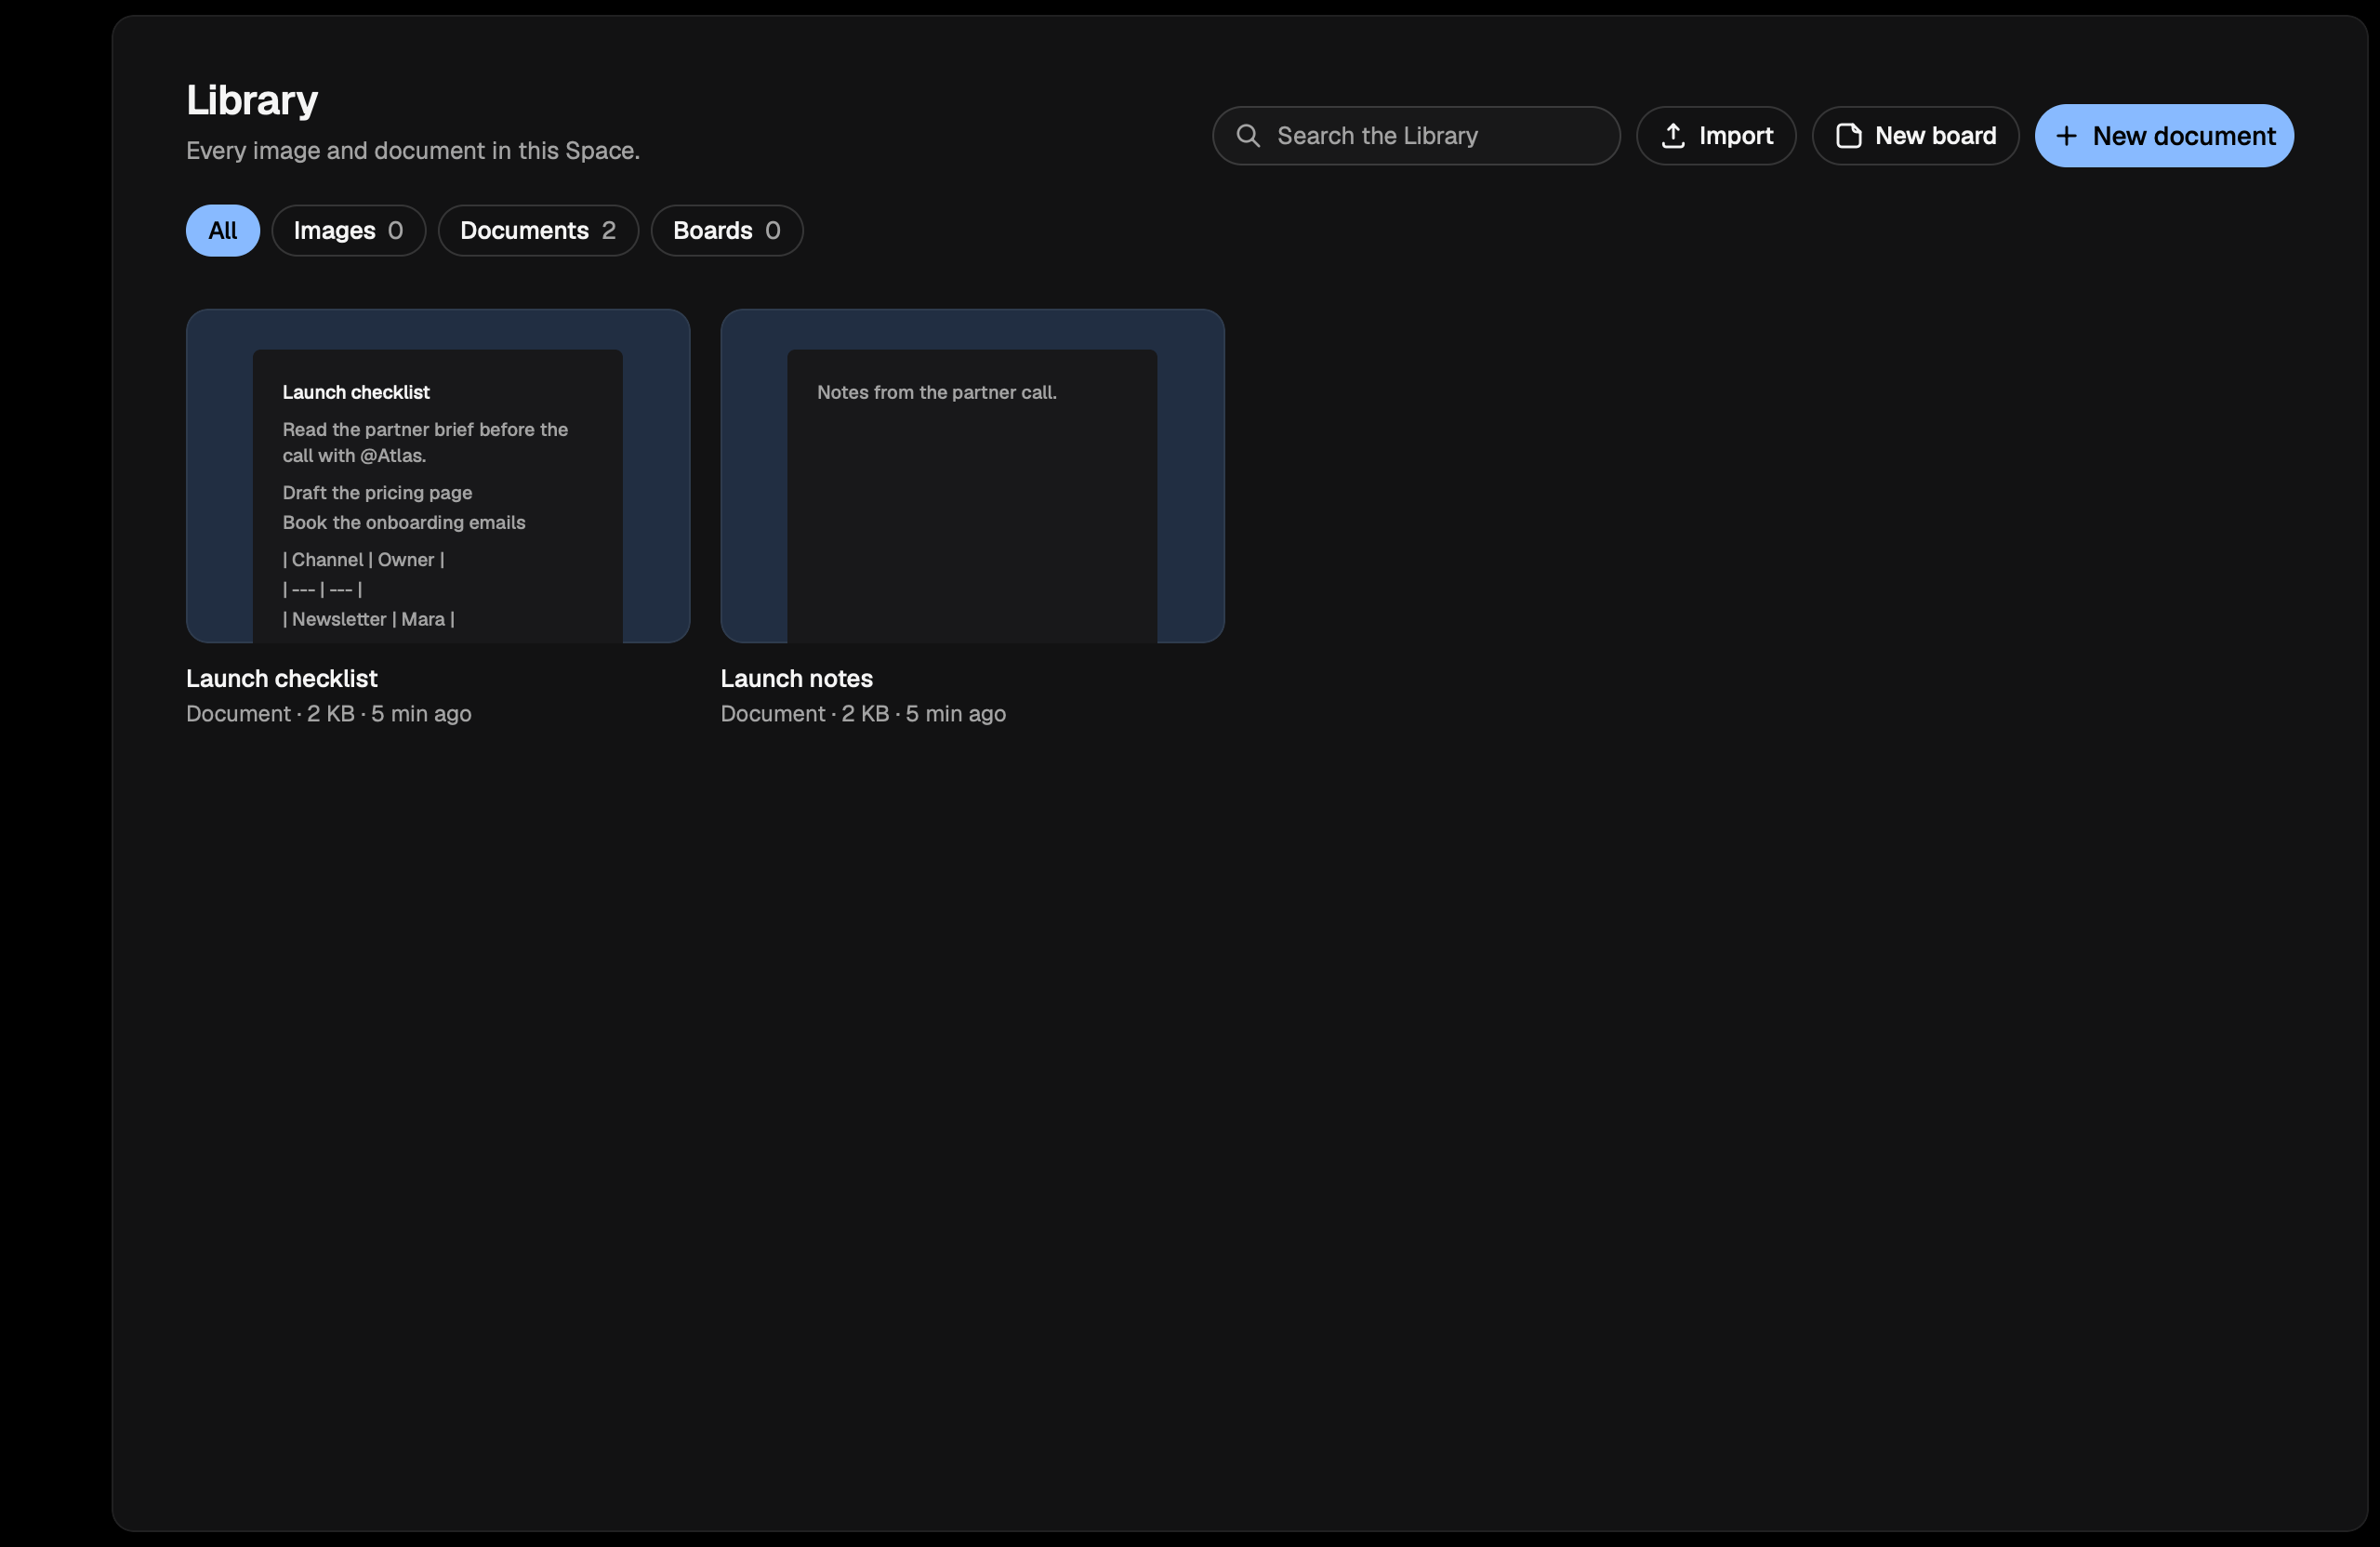 Library
Every image and document in this Space.
Search the Library
Import
New board
New document
All
Images 0
Documents 2
Boards 0
Launch checklist
Read the partner brief before the
call with @Atlas.
Draft the pricing page
Book the onboarding emails
| Channel | Owner |
| --- | --- |
| Newsletter | Mara |
Launch checklist
Document · 2 KB · 5 min ago
Notes from the partner call.
Launch notes
Document · 2 KB · 5 min ago